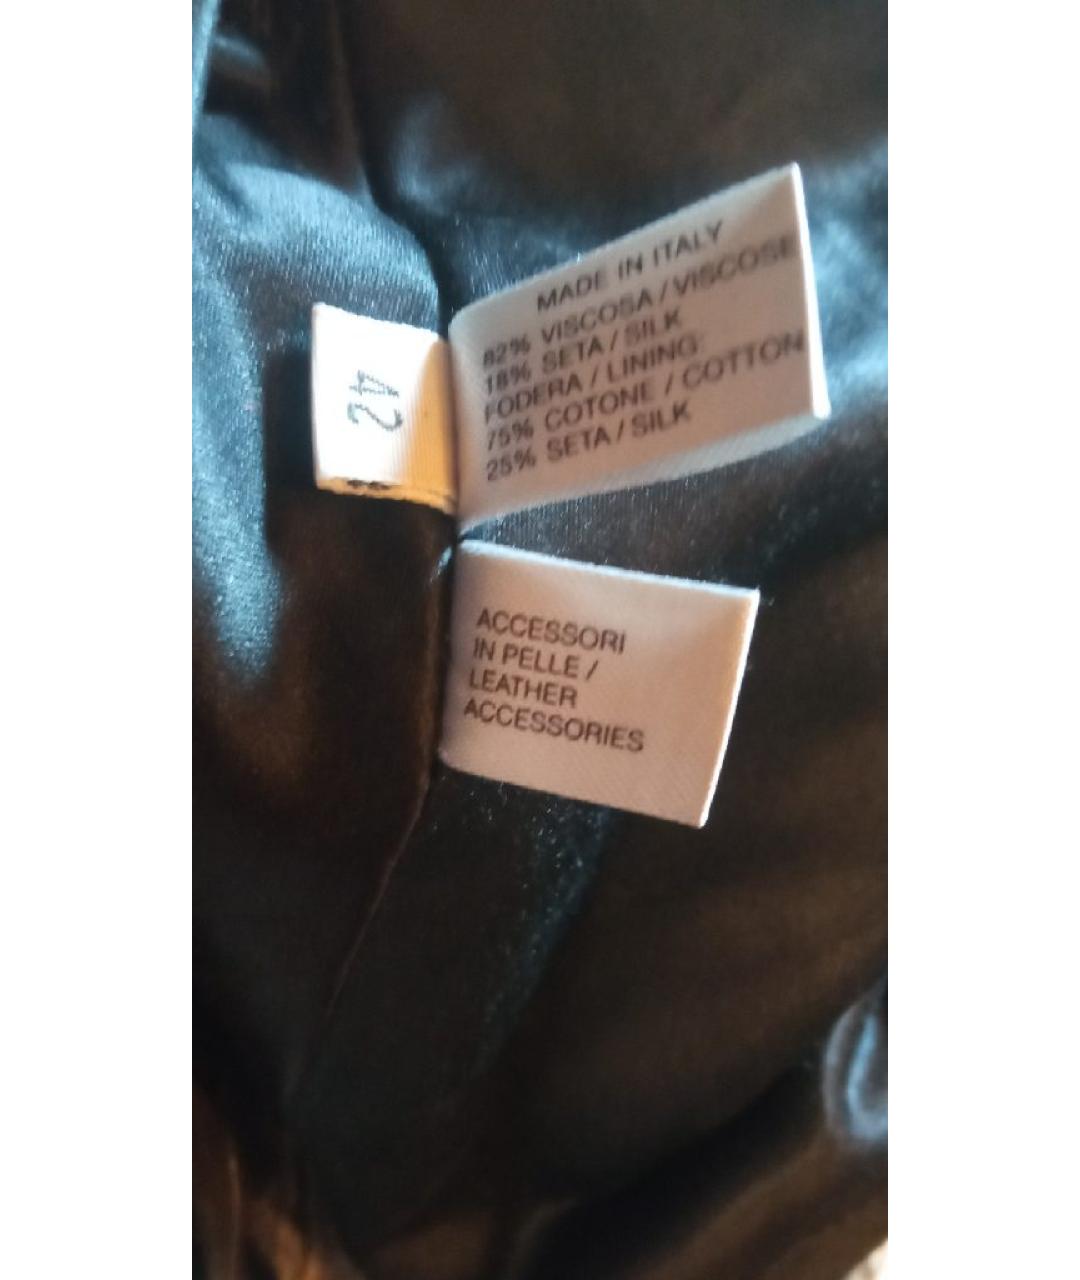 MADE IN ITALY
82% VISCOSA / VISCOSE
18% SETA / SILK
FODERA / LINING:
75% COTONE / COTTON
25% SETA / SILK
42
ACCESSORI
IN PELLE /
LEATHER
ACCESSORIES